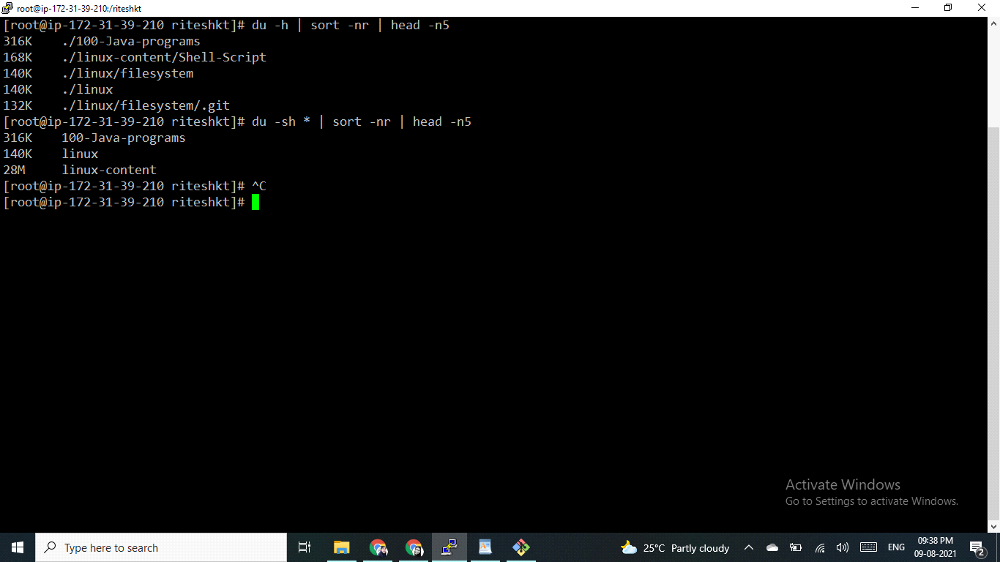 root@ip-172-31-39-210:/riteshkt
[root@ip-172-31-39-210 riteshkt]# du -h | sort -nr | head -n5
316K    ./100-Java-programs
168K    ./linux-content/Shell-Script
140K    ./linux/filesystem
140K    ./linux
132K    ./linux/filesystem/.git
[root@ip-172-31-39-210 riteshkt]# du -sh * | sort -nr | head -n5
316K    100-Java-programs
140K    linux
28M     linux-content
[root@ip-172-31-39-210 riteshkt]# ^C
[root@ip-172-31-39-210 riteshkt]#
Activate Windows
Go to Settings to activate Windows.
Type here to search
25°C Partly cloudy
ENG
09:38 PM
09-08-2021
2